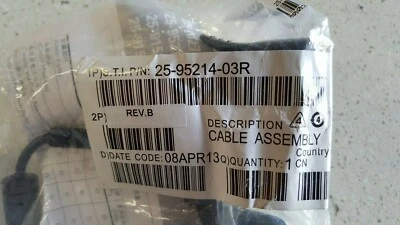 (1P)S.T.I. P/N: 25-95214-03R
2P) REV.B
DESCRIPTION
CABLE ASSEMBLY
Country
D)DATE CODE: 08APR13 Q)QUANTITY: 1 CN